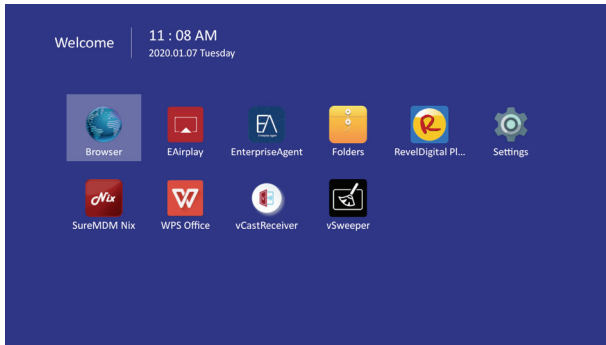 Welcome
11 : 08 AM
2020.01.07 Tuesday
Browser
EAirplay
EnterpriseAgent
Folders
RevelDigital Pl...
Settings
Nix
SureMDM Nix
WPS Office
vCastReceiver
vSweeper